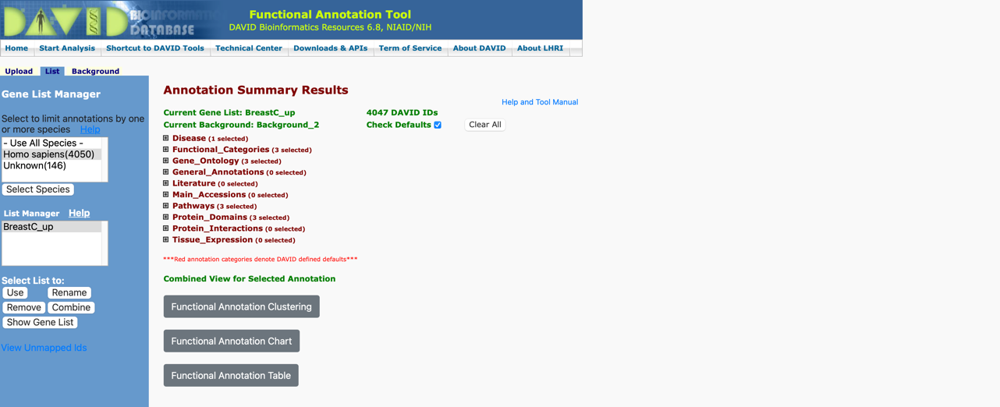 DAVID BIOINFORMATICS DATABASE
Functional Annotation Tool
DAVID Bioinformatics Resources 6.8, NIAID/NIH
Home Start Analysis Shortcut to DAVID Tools Technical Center Downloads & APIs Term of Service About DAVID About LHRI
Upload List Background
Gene List Manager
Select to limit annotations by one
or more species Help
- Use All Species -
Homo sapiens(4050)
Unknown(146)
Select Species
List Manager Help
BreastC_up
Select List to:
Use Rename
Remove Combine
Show Gene List
View Unmapped Ids
Annotation Summary Results
Help and Tool Manual
Current Gene List: BreastC_up 4047 DAVID IDs
Current Background: Background_2 Check Defaults Clear All
Disease (1 selected)
Functional_Categories (3 selected)
Gene_Ontology (3 selected)
General_Annotations (0 selected)
Literature (0 selected)
Main_Accessions (0 selected)
Pathways (3 selected)
Protein_Domains (3 selected)
Protein_Interactions (0 selected)
Tissue_Expression (0 selected)
***Red annotation categories denote DAVID defined defaults***
Combined View for Selected Annotation
Functional Annotation Clustering
Functional Annotation Chart
Functional Annotation Table